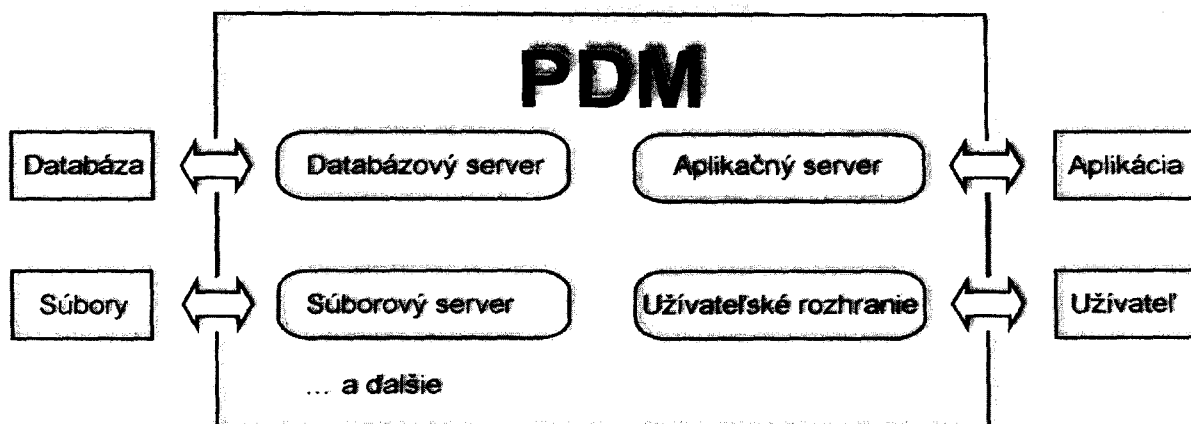 PDM
Databáza
Databázový server
Aplikačný server
Aplikácia
Súbory
Súborový server
Užívateľské rozhranie
Užívateľ
... a ďalšie